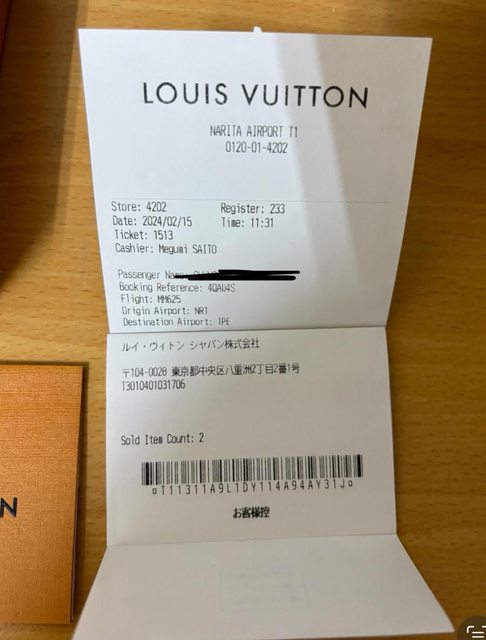 LOUIS VUITTON
NARITA AIRPORT T1
0120-01-4202
Store: 4202 Register: 233
Date: 2024/02/15 Time: 11:31
Ticket: 1513
Cashier: Megumi SAITO
Passenger
Booking Reference: 4QAU4S
Flight: MM625
Origin Airport: NRT
Destination Airport: TPE
ルイ・ヴィトン ジャパン株式会社
〒104-0028 東京都中央区八重洲2丁目2番1号
T3010401031706
Sold Item Count: 2
¤T11311A9L1DY114A94AY31J¤
お客様控
N